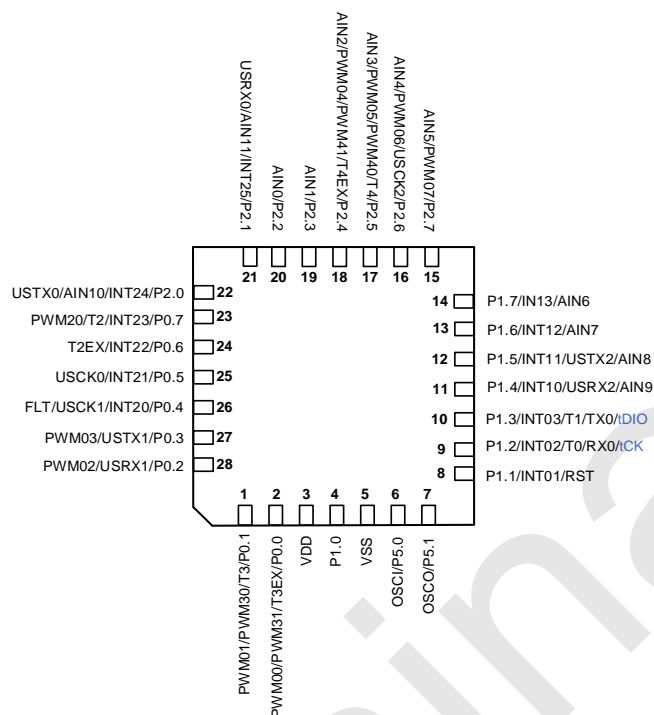 USRX0/AIN11/INT25/P2.1
AIN0/P2.2
AIN1/P2.3
AIN2/PWM04/PWM41/T4EX/P2.4
AIN3/PWM05/PWM40/T4/P2.5
AIN4/PWM06/USCK2/P2.6
AIN5/PWM07/P2.7
21 20 19 18 17 16 15
USTX0/AIN10/INT24/P2.0 22
PWM20/T2/INT23/P0.7 23
T2EX/INT22/P0.6 24
USCK0/INT21/P0.5 25
FLT/USCK1/INT20/P0.4 26
PWM03/USTX1/P0.3 27
PWM02/USRX1/P0.2 28
14 P1.7/IN13/AIN6
13 P1.6/INT12/AIN7
12 P1.5/INT11/USTX2/AIN8
11 P1.4/INT10/USRX2/AIN9
10 P1.3/INT03/T1/TX0/tDIO
9 P1.2/INT02/T0/RX0/tCK
8 P1.1/INT01/RST
1 2 3 4 5 6 7
PWM01/PWM30/T3/P0.1
PWM00/PWM31/T3EX/P0.0
VDD
P1.0
VSS
OSCI/P5.0
OSCO/P5.1